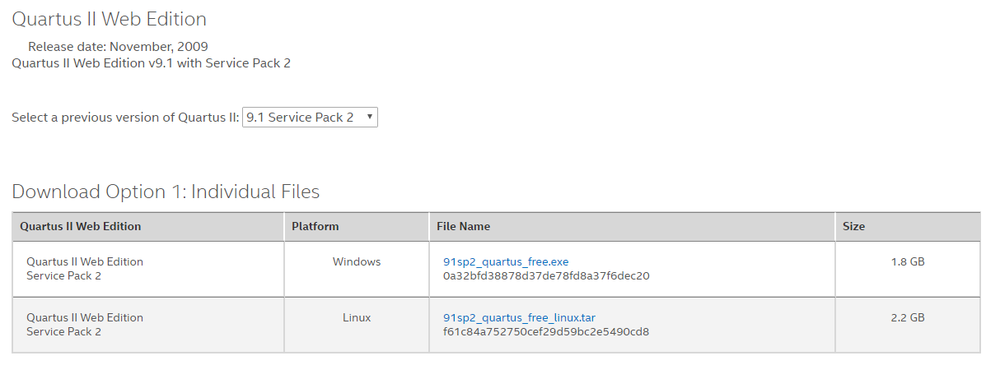 Quartus II Web Edition
Release date: November, 2009
Quartus II Web Edition v9.1 with Service Pack 2
Select a previous version of Quartus II: 9.1 Service Pack 2
Download Option 1: Individual Files
Quartus II Web Edition Platform File Name Size
Quartus II Web Edition Windows 91sp2_quartus_free.exe 1.8 GB
Service Pack 2 0a32bfd38878d37de78fd8a37f6dec20
Quartus II Web Edition Linux 91sp2_quartus_free_linux.tar 2.2 GB
Service Pack 2 f61c84a752750cef29d59bc2e5490cd8